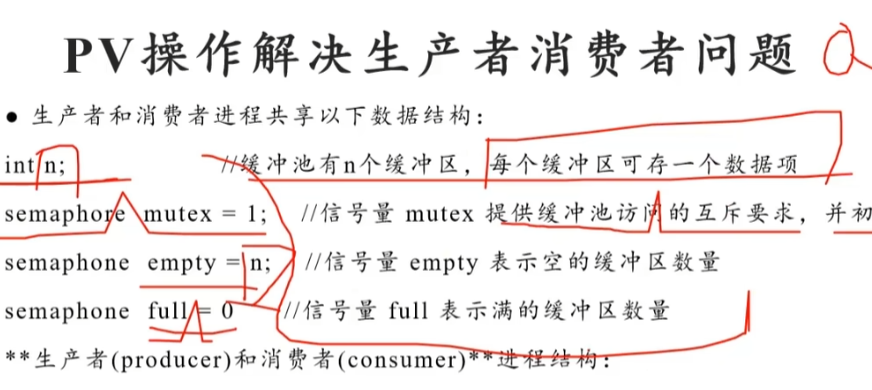 PV操作解决生产者消费者问题
● 生产者和消费者进程共享以下数据结构：
int n; //缓冲池有n个缓冲区，每个缓冲区可存一个数据项
semaphore mutex = 1; //信号量 mutex 提供缓冲池访问的互斥要求，并初
semaphone empty = n; //信号量 empty 表示空的缓冲区数量
semaphone full = 0 //信号量 full 表示满的缓冲区数量
**生产者(producer)和消费者(consumer)**进程结构：